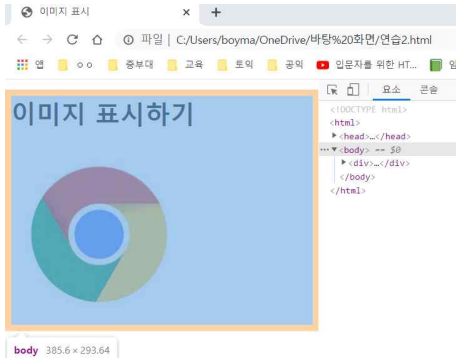 이미지 표시
파일 | C:/Users/boyma/OneDrive/바탕%20화면/연습2.html
앱 ㅇㅇ 중부대 교육 토익 공익 입문자를 위한 HT...
이미지 표시하기
요소 콘솔
<!DOCTYPE html>
<html>
<head>…</head>
<body> == $0
<div>…</div>
</body>
</html>
body 385.6 × 293.64